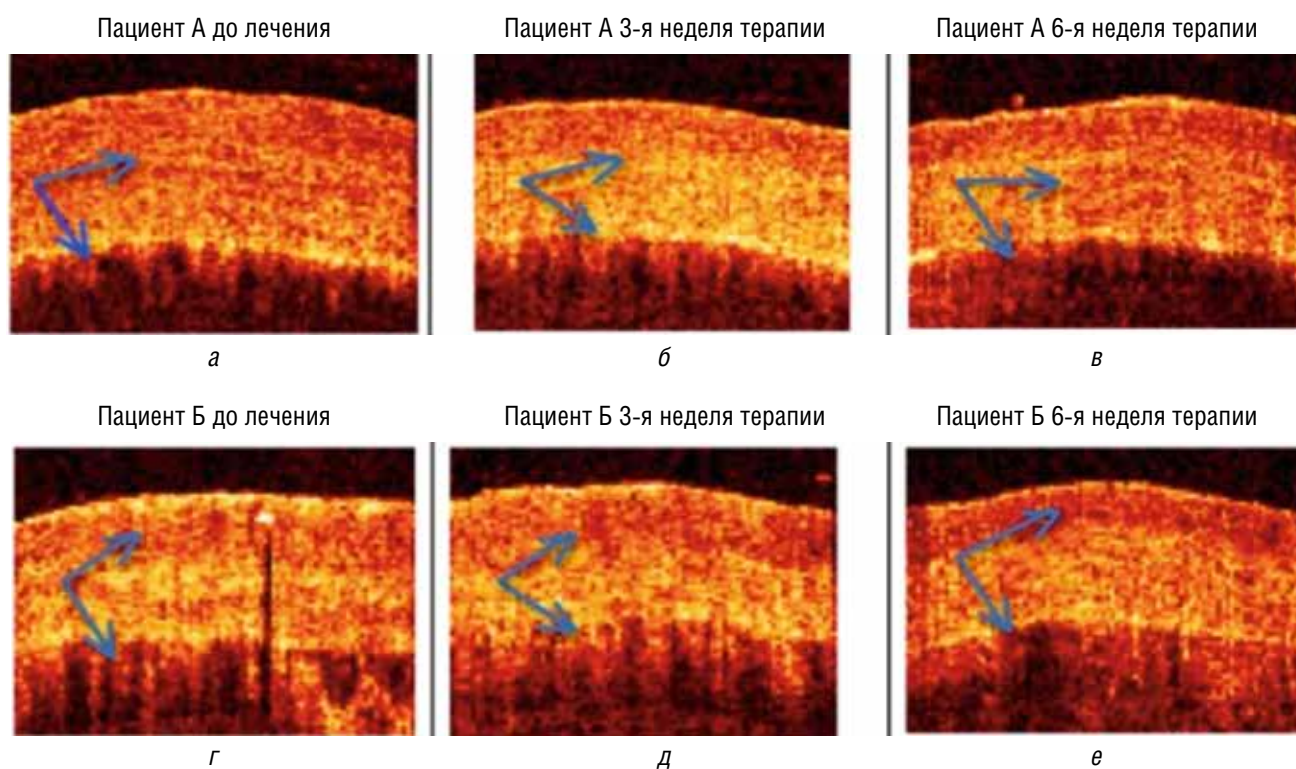 Пациент А до лечения
Пациент А 3-я неделя терапии
Пациент А 6-я неделя терапии
а
б
в
Пациент Б до лечения
Пациент Б 3-я неделя терапии
Пациент Б 6-я неделя терапии
г
д
е